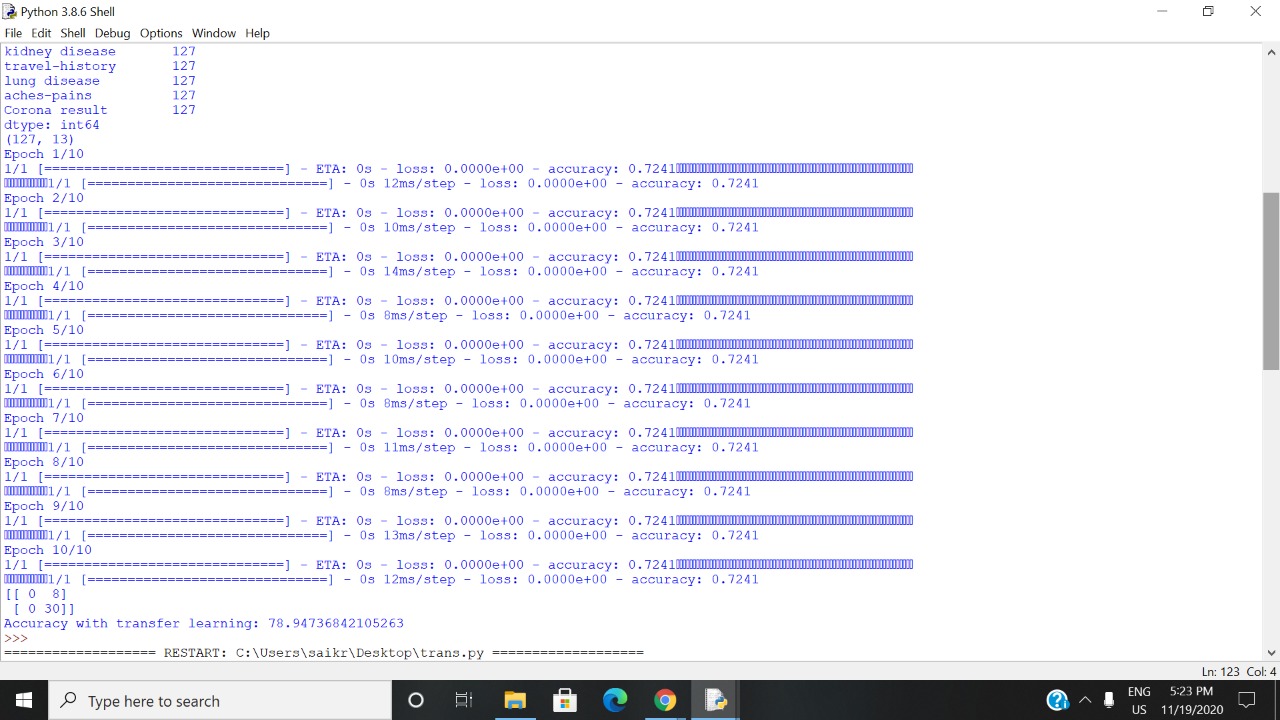 Python 3.8.6 Shell
File Edit Shell Debug Options Window Help
kidney disease 127
travel-history 127
lung disease 127
aches-pains 127
Corona result 127
dtype: int64
(127, 13)
Epoch 1/10
1/1 [==============================] - ETA: 0s - loss: 0.0000e+00 - accuracy: 0.7241
1/1 [==============================] - 0s 12ms/step - loss: 0.0000e+00 - accuracy: 0.7241
Epoch 2/10
1/1 [==============================] - ETA: 0s - loss: 0.0000e+00 - accuracy: 0.7241
1/1 [==============================] - 0s 10ms/step - loss: 0.0000e+00 - accuracy: 0.7241
Epoch 3/10
1/1 [==============================] - ETA: 0s - loss: 0.0000e+00 - accuracy: 0.7241
1/1 [==============================] - 0s 14ms/step - loss: 0.0000e+00 - accuracy: 0.7241
Epoch 4/10
1/1 [==============================] - ETA: 0s - loss: 0.0000e+00 - accuracy: 0.7241
1/1 [==============================] - 0s 8ms/step - loss: 0.0000e+00 - accuracy: 0.7241
Epoch 5/10
1/1 [==============================] - ETA: 0s - loss: 0.0000e+00 - accuracy: 0.7241
1/1 [==============================] - 0s 10ms/step - loss: 0.0000e+00 - accuracy: 0.7241
Epoch 6/10
1/1 [==============================] - ETA: 0s - loss: 0.0000e+00 - accuracy: 0.7241
1/1 [==============================] - 0s 8ms/step - loss: 0.0000e+00 - accuracy: 0.7241
Epoch 7/10
1/1 [==============================] - ETA: 0s - loss: 0.0000e+00 - accuracy: 0.7241
1/1 [==============================] - 0s 11ms/step - loss: 0.0000e+00 - accuracy: 0.7241
Epoch 8/10
1/1 [==============================] - ETA: 0s - loss: 0.0000e+00 - accuracy: 0.7241
1/1 [==============================] - 0s 8ms/step - loss: 0.0000e+00 - accuracy: 0.7241
Epoch 9/10
1/1 [==============================] - ETA: 0s - loss: 0.0000e+00 - accuracy: 0.7241
1/1 [==============================] - 0s 13ms/step - loss: 0.0000e+00 - accuracy: 0.7241
Epoch 10/10
1/1 [==============================] - ETA: 0s - loss: 0.0000e+00 - accuracy: 0.7241
1/1 [==============================] - 0s 12ms/step - loss: 0.0000e+00 - accuracy: 0.7241
[[ 0 8]
[ 0 30]]
Accuracy with transfer learning: 78.94736842105263
>>>
=================== RESTART: C:\Users\saikr\Desktop\trans.py ===================
Ln: 123 Col: 4
Type here to search
ENG 5:23 PM
US 11/19/2020